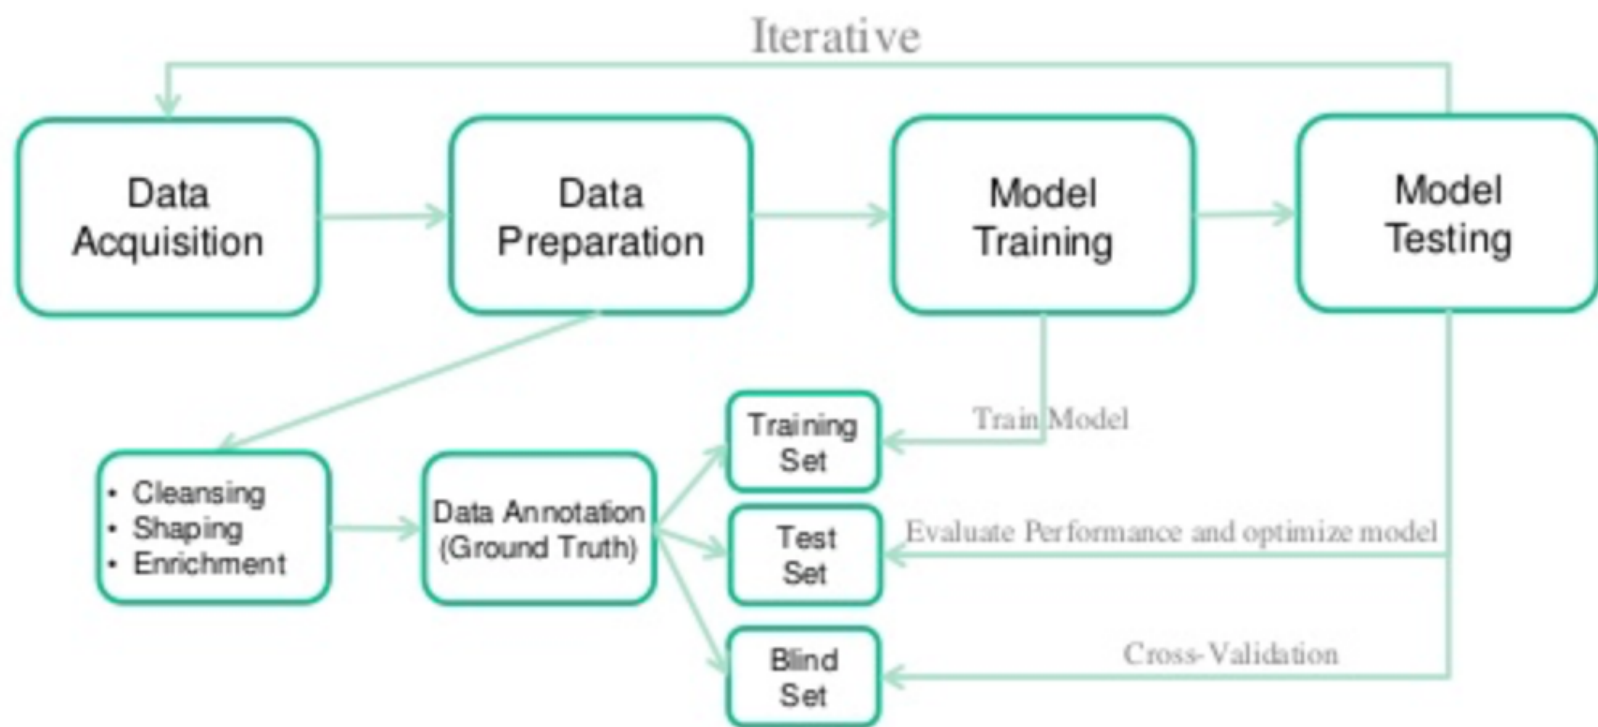 Iterative
Data
Acquisition
Data
Preparation
Model
Training
Model
Testing
Train Model
Training
Set
• Cleansing
• Shaping
• Enrichment
Data Annotation
(Ground Truth)
Evaluate Performance and optimize model
Test
Set
Cross-Validation
Blind
Set